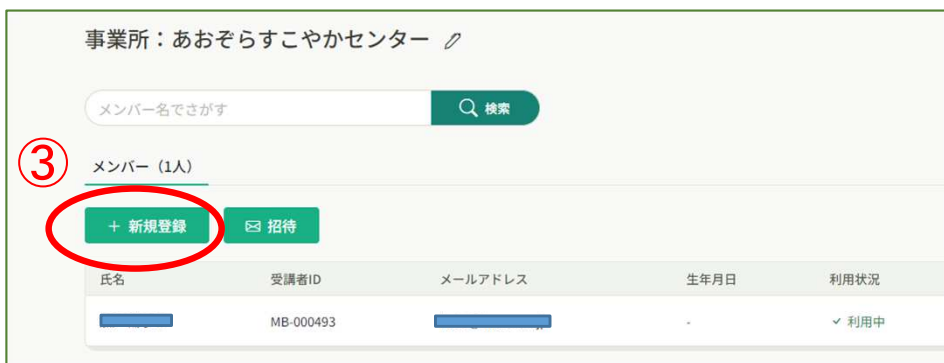 事業所：あおぞらすこやかセンター
メンバー名でさがす
検索
③
メンバー（1人）
＋ 新規登録
招待
氏名 受講者ID メールアドレス 生年月日 利用状況
MB-000493 - 利用中